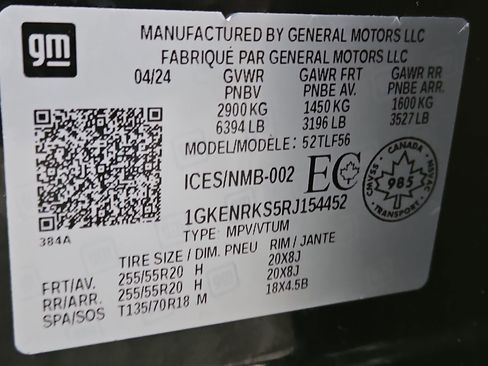 gm
MANUFACTURED BY GENERAL MOTORS LLC
FABRIQUÉ PAR GENERAL MOTORS LLC
04/24 GVWR GAWR FRT GAWR RR
PNBV PNBE AV. PNBE ARR.
2900 KG 1450 KG 1600 KG
6394 LB 3196 LB 3527 LB
MODEL/MODÈLE: 52TLF56
ICES/NMB-002 EC
CANADA
CMVSS 985 NSVAC
TRANSPORT
1GKENRKS5RJ154452
TYPE MPV/VTUM
384A
TIRE SIZE / DIM. PNEU RIM / JANTE
FRT/AV. 255/55R20 H 20X8J
RR/ARR. 255/55R20 H 20X8J
SPA/SOS T135/70R18 M 18X4.5B